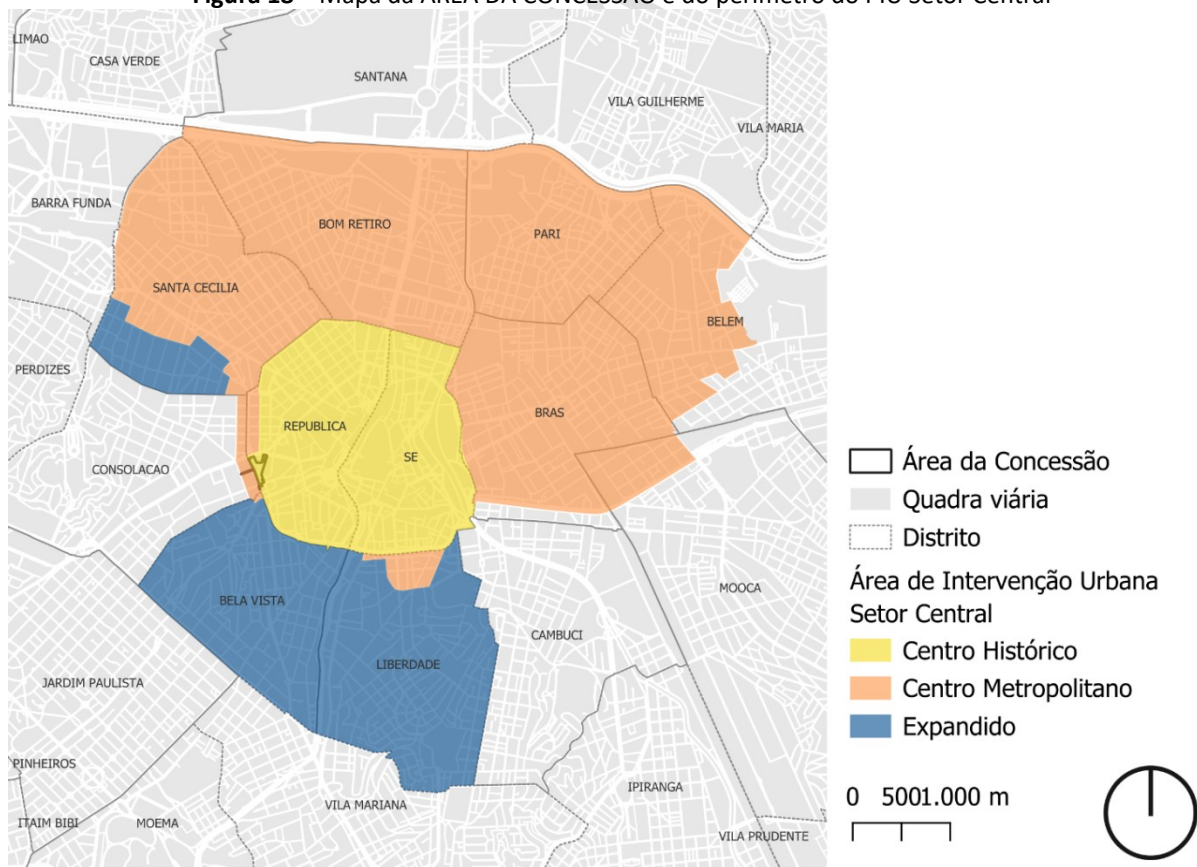 Figura 18 – Mapa da ÁREA DA CONCESSÃO e do perímetro do PIU Setor Central
LIMAO
CASA VERDE
SANTANA
VILA GUILHERME
VILA MARIA
BARRA FUNDA
BOM RETIRO
PARI
SANTA CECILIA
BELEM
PERDIZES
BRAS
REPUBLICA
SE
CONSOLACAO
MOOCA
BELA VISTA
CAMBUCI
LIBERDADE
JARDIM PAULISTA
PINHEIROS
IPIRANGA
VILA MARIANA
ITAIM BIBI
MOEMA
VILA PRUDENTE
Área da Concessão
Quadra viária
Distrito
Área de Intervenção Urbana
Setor Central
Centro Histórico
Centro Metropolitano
Expandido
0 5001.000 m